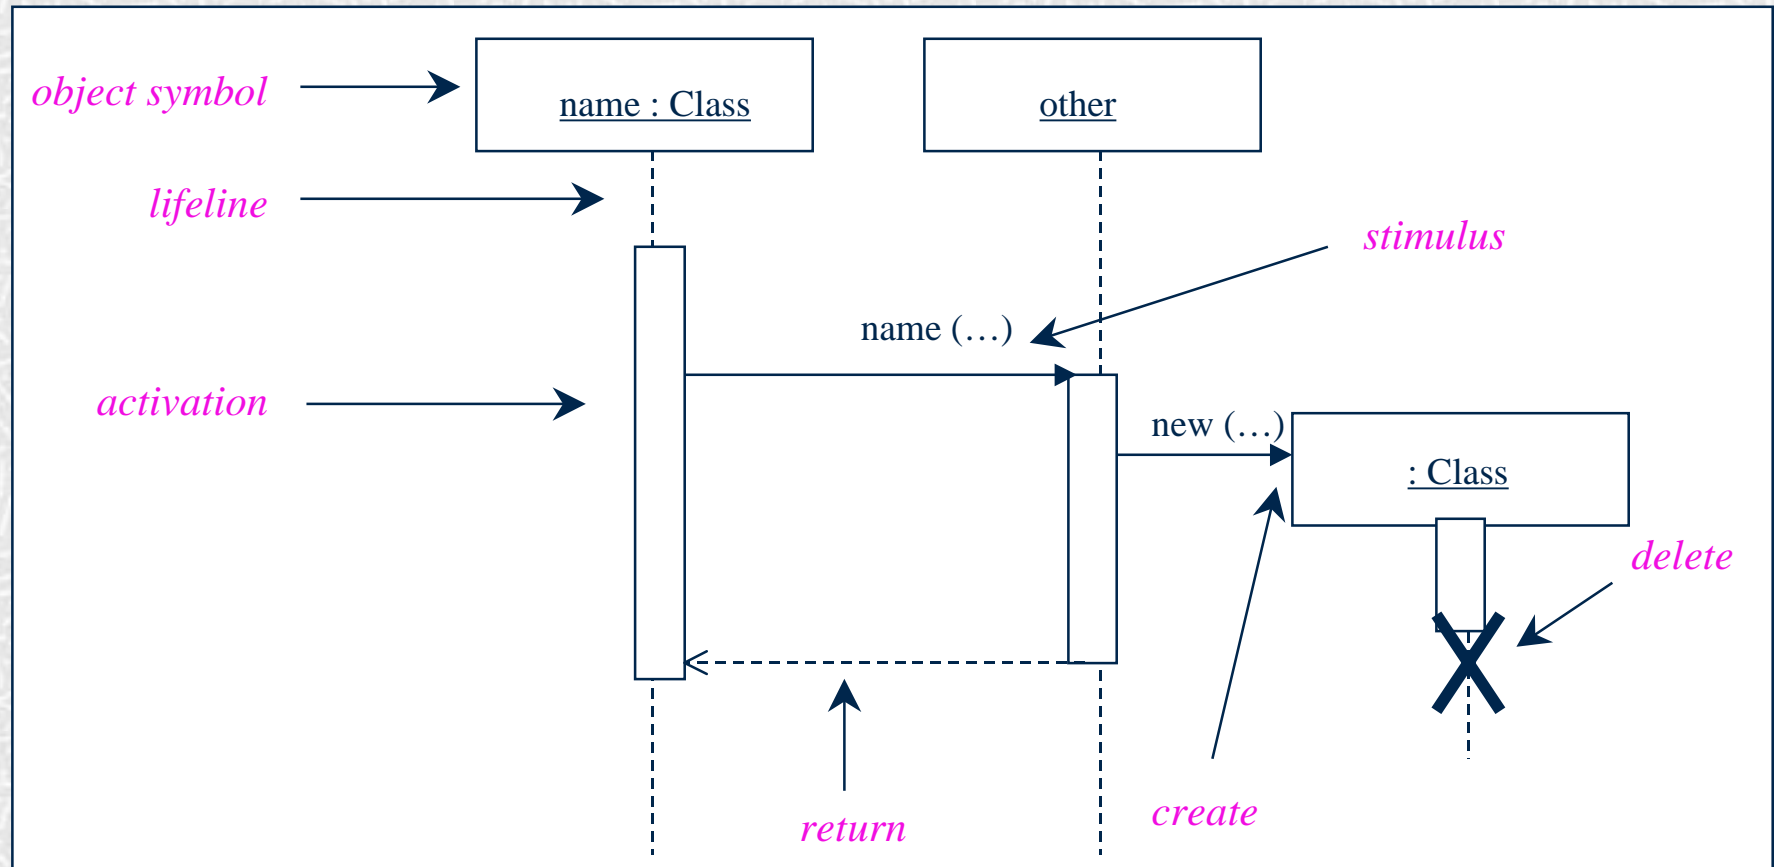 object symbol
name : Class
other
lifeline
stimulus
name (…)
activation
new (…)
: Class
delete
create
return